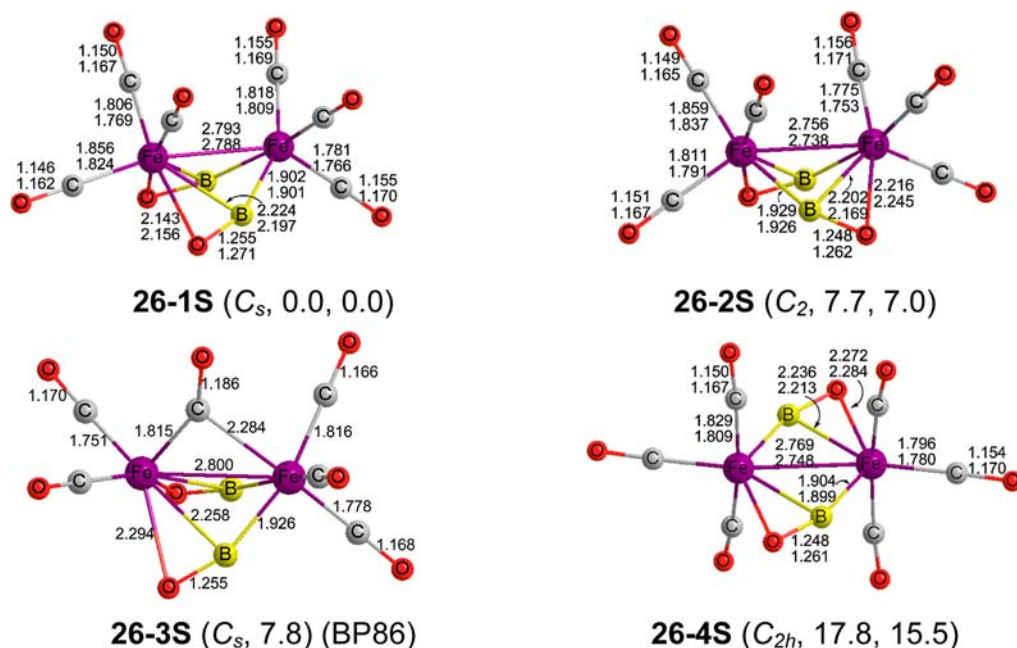 O
O
1.150
1.167
1.155
1.169
C
C
O
1.806
1.769
O
1.818
1.809
C
C
2.793
2.788
Fe
Fe
1.146
1.162
1.856
1.824
1.781
1.766
C
B
1.902
1.901
C
1.155
1.170
O
O
B
O
2.143
2.156
2.224
2.197
O
1.255
1.271
26-1S (Cs, 0.0, 0.0)
O
O
1.149
1.165
1.156
1.171
C
C
O
1.859
1.837
O
1.775
1.753
C
C
2.756
2.738
Fe
Fe
1.811
1.791
B
C
O
1.151
1.167
C
O
B
2.202
2.169
2.216
2.245
1.929
1.926
O
O
1.248
1.262
26-2S (C2, 7.7, 7.0)
O
O
O
1.170
1.186
1.166
C
C
C
1.751
1.815
2.284
1.816
2.800
O
C
Fe
Fe
C
O
O
B
1.778
2.258
1.926
2.294
C
B
1.168
O
1.255
O
26-3S (Cs, 7.8) (BP86)
O
O
O
1.150
1.167
2.236
2.213
2.272
2.284
C
B
C
1.829
1.809
O
C
2.769
2.748
1.796
1.780
1.154
1.170
Fe
Fe
C
O
1.904
1.899
C
B
C
O
O
1.248
1.261
O
26-4S (C2h, 17.8, 15.5)